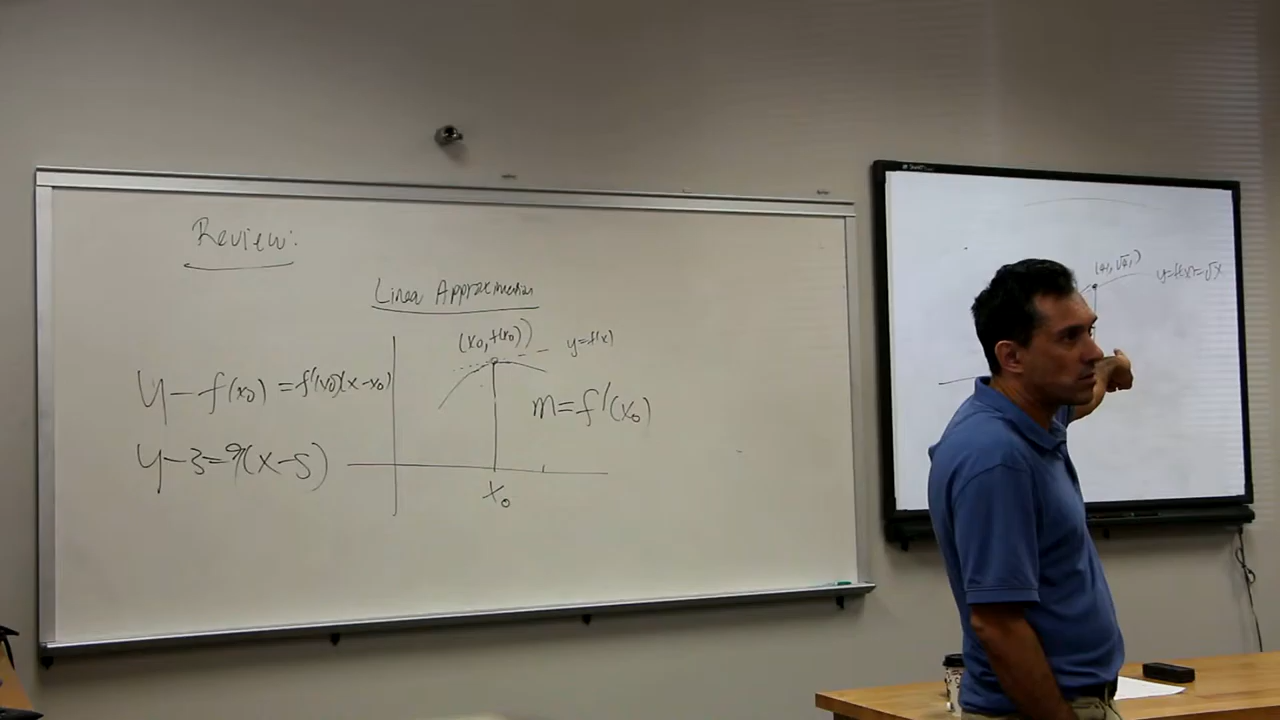 Review:
Linear Approximation
(x₀, f(x₀))
y=f(x)
y-f(x₀)=f'(x₀)(x-x₀)
m=f'(x₀)
y-3=9(x-5)
x₀
y=f(x)=√x